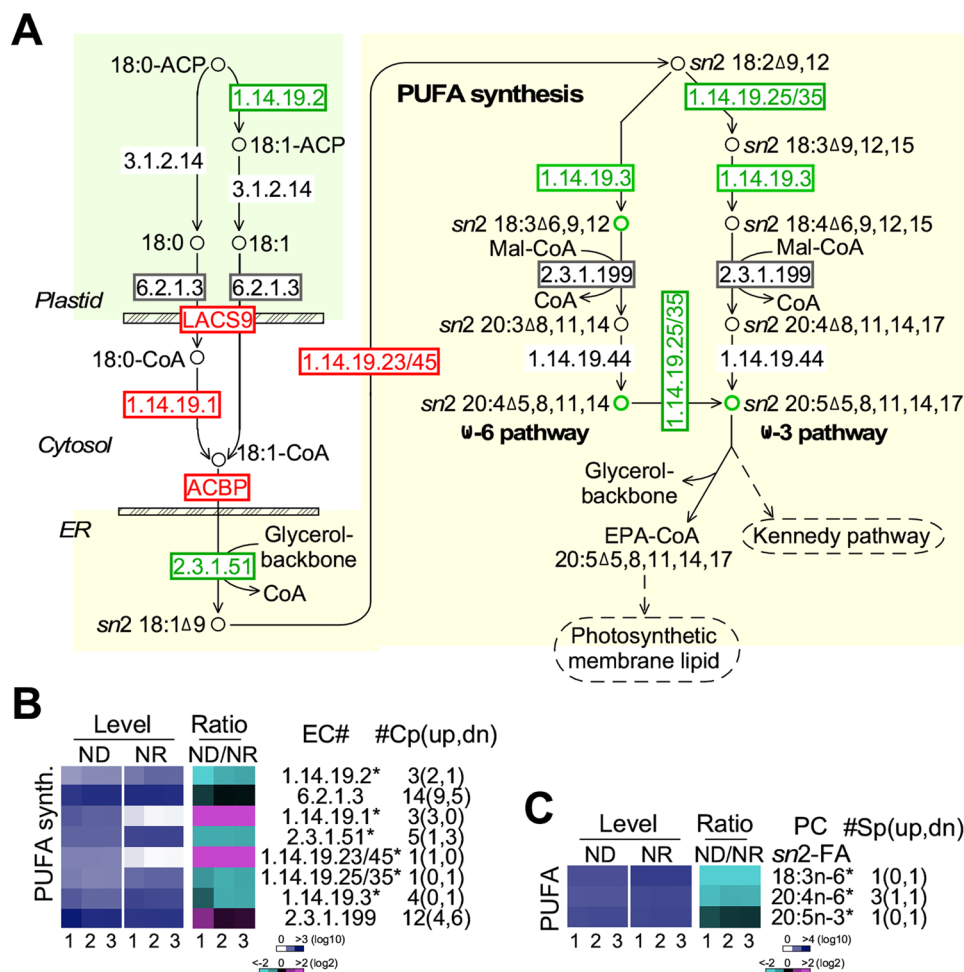 A
18:0-ACP
1.14.19.2
18:1-ACP
3.1.2.14
3.1.2.14
18:0
18:1
6.2.1.3
6.2.1.3
Plastid
LACS9
18:0-CoA
1.14.19.1
Cytosol
18:1-CoA
ACBP
ER
Glycerol-
backbone
2.3.1.51
CoA
sn2 18:1Δ9
1.14.19.23/45
PUFA synthesis
sn2 18:2Δ9,12
1.14.19.25/35
sn2 18:3Δ9,12,15
1.14.19.3
1.14.19.3
sn2 18:3Δ6,9,12
sn2 18:4Δ6,9,12,15
Mal-CoA
Mal-CoA
2.3.1.199
2.3.1.199
CoA
CoA
1.14.19.25/35
sn2 20:3Δ8,11,14
sn2 20:4Δ8,11,14,17
1.14.19.44
1.14.19.44
sn2 20:4Δ5,8,11,14
sn2 20:5Δ5,8,11,14,17
ω-6 pathway
ω-3 pathway
Glycerol-
backbone
EPA-CoA
20:5Δ5,8,11,14,17
Kennedy pathway
Photosynthetic
membrane lipid
B
Level Ratio EC# #Cp(up,dn)
ND NR ND/NR
PUFA synth.
1.14.19.2* 3(2,1)
6.2.1.3 14(9,5)
1.14.19.1* 3(3,0)
2.3.1.51* 5(1,3)
1.14.19.23/45* 1(1,0)
1.14.19.25/35* 1(0,1)
1.14.19.3* 4(0,1)
2.3.1.199 12(4,6)
1 2 3 1 2 3 1 2 3
0 >3 (log10)
<-2 0 >2 (log2)
C
Level Ratio PC #Sp(up,dn)
ND NR ND/NR sn2-FA
PUFA
18:3n-6* 1(0,1)
20:4n-6* 3(1,1)
20:5n-3* 1(0,1)
1 2 3 1 2 3 1 2 3
0 >4 (log10)
<-2 0 >2 (log2)